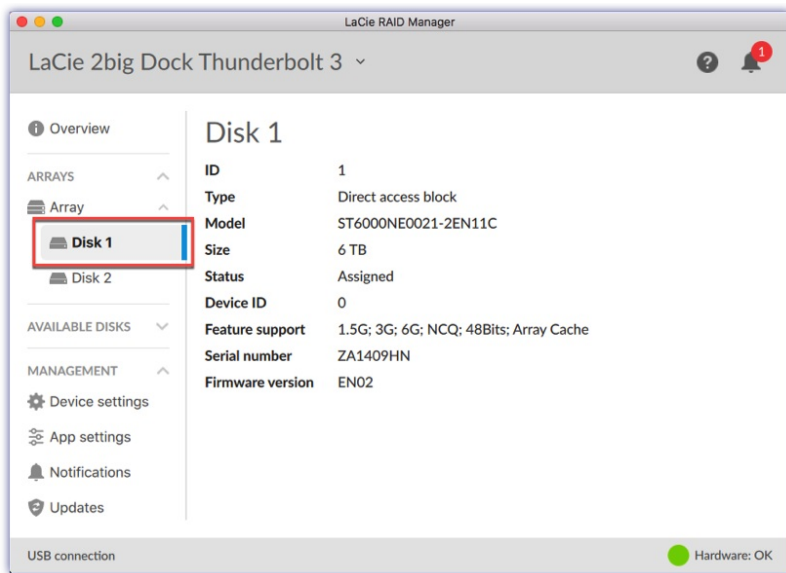 LaCie RAID Manager
LaCie 2big Dock Thunderbolt 3
1
Overview
ARRAYS
Array
Disk 1
Disk 2
AVAILABLE DISKS
MANAGEMENT
Device settings
App settings
Notifications
Updates
Disk 1
ID 1
Type Direct access block
Model ST6000NE0021-2EN11C
Size 6 TB
Status Assigned
Device ID 0
Feature support 1.5G; 3G; 6G; NCQ; 48Bits; Array Cache
Serial number ZA1409HN
Firmware version EN02
USB connection
Hardware: OK